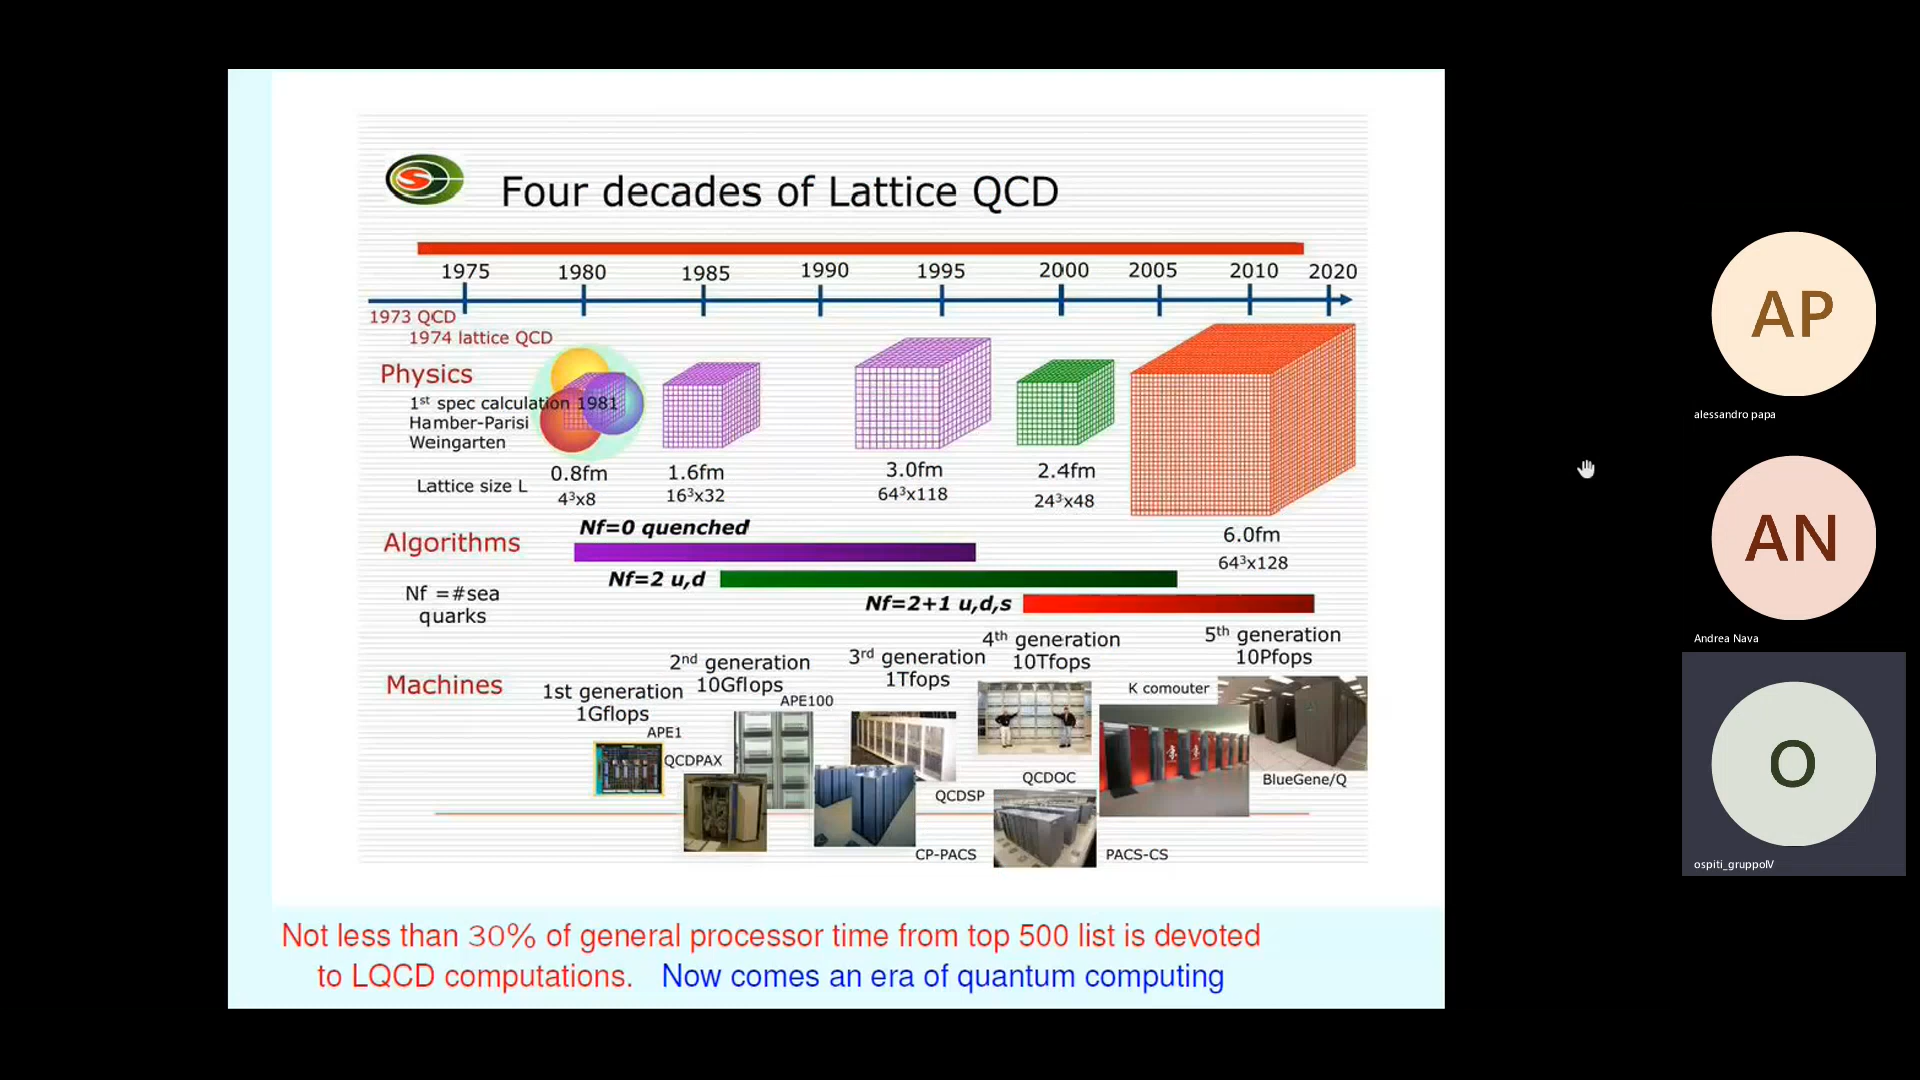 S
Four decades of Lattice QCD
1975 1980 1985 1990 1995 2000 2005 2010 2020
1973 QCD
1974 lattice QCD
Physics
1st spec calculation 1981
Hamber-Parisi
Weingarten
Lattice size L
0.8fm 1.6fm 3.0fm 2.4fm
4³x8 16³x32 64³x118 24³x48
6.0fm
64³x128
Nf=0 quenched
Algorithms
Nf=2 u,d
Nf =#sea
quarks
Nf=2+1 u,d,s
Machines
1st generation
1Gflops
APE1
QCDPAX
2nd generation
10Gflops
APE100
3rd generation
1Tfops
QCDSP
CP-PACS
4th generation
10Tfops
QCDOC
PACS-CS
5th generation
10Pfops
K comouter
BlueGene/Q
Not less than 30% of general processor time from top 500 list is devoted
to LQCD computations. Now comes an era of quantum computing
AP
alessandro papa
AN
Andrea Nava
O
ospiti_gruppoIV